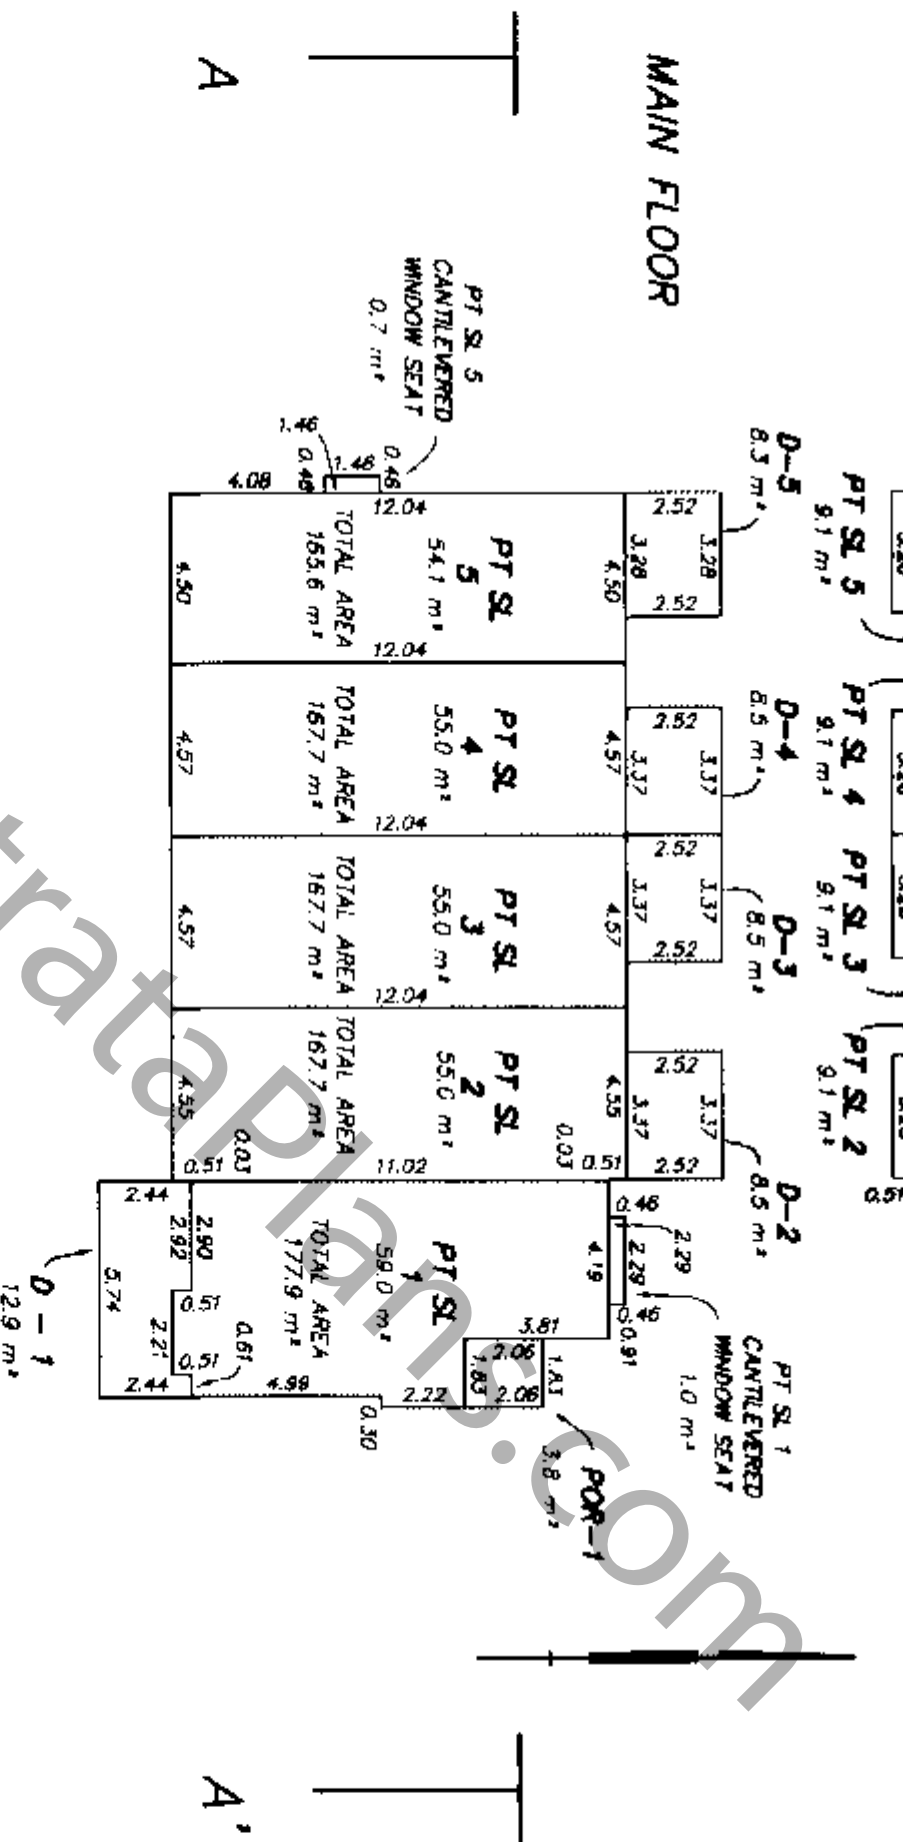 MAIN FLOOR
A
A'
PT SL 5
9.1 m²
PT SL 4
9.1 m²
PT SL 3
9.1 m²
PT SL 2
9.1 m²
0.51
D-5
8.3 m²
D-4
8.5 m²
D-3
8.5 m²
D-2
8.5 m²
2.52
3.28
3.28
2.52
2.52
3.37
3.37
2.52
3.37
3.37
2.52
2.52
3.37
3.37
2.52
PT SL 5
CANTILEVERED
WINDOW SEAT
0.7 m²
1.46
0.46
1.46
0.46
4.08
12.04
4.50
PT SL
5
54.1 m²
TOTAL AREA
165.6 m²
4.50
12.04
4.57
PT SL
4
55.0 m²
TOTAL AREA
167.7 m²
4.57
12.04
4.57
PT SL
3
55.0 m²
TOTAL AREA
167.7 m²
4.57
12.04
4.55
PT SL
2
55.0 m²
TOTAL AREA
167.7 m²
4.55
0.51
0.03
11.02
0.03
0.51
PT SL 1
CANTILEVERED
WINDOW SEAT
1.0 m²
0.46
2.29
2.29
0.46
4.19
0.91
3.81
PT SL
1
59.0 m²
TOTAL AREA
177.9 m²
2.06
1.83
1.83
2.06
POR-1
3.8 m²
2.22
0.30
4.99
2.44
2.90
2.92
0.51
2.21
0.51
0.61
2.44
5.74
D-1
12.9 m²
trataPlans.com